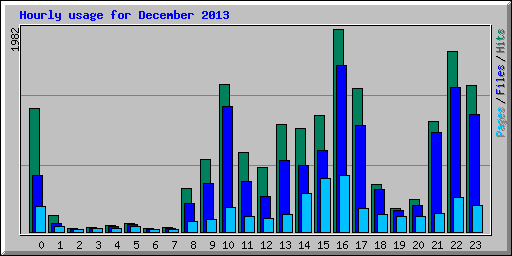 Hourly usage for December 2013
1982
Pages/Files/Hits
0 1 2 3 4 5 6 7 8 9 10 11 12 13 14 15 16 17 18 19 20 21 22 23